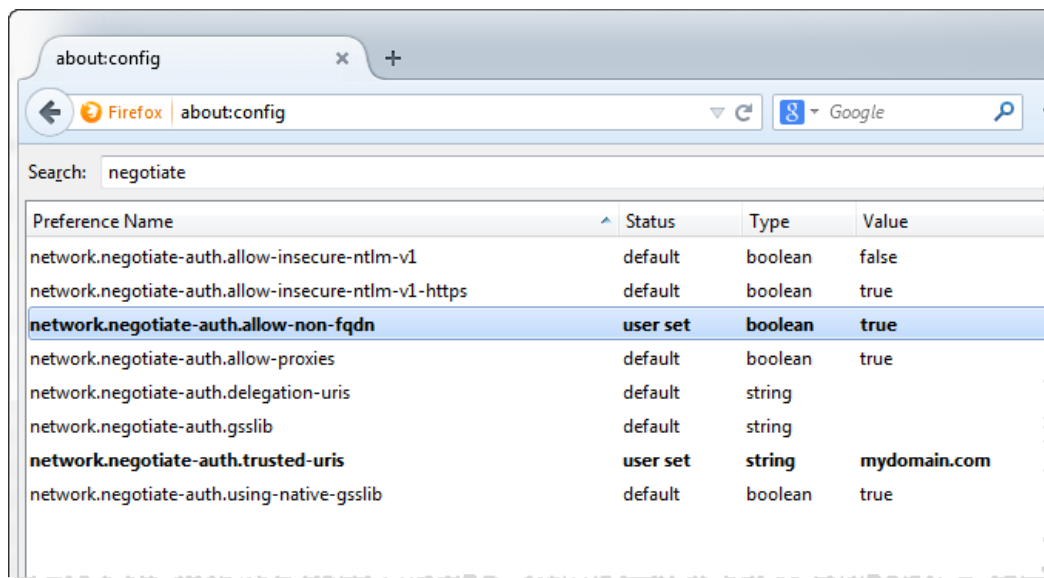 about:config
Firefox about:config Google
Search: negotiate
Preference Name Status Type Value
network.negotiate-auth.allow-insecure-ntlm-v1 default boolean false
network.negotiate-auth.allow-insecure-ntlm-v1-https default boolean true
network.negotiate-auth.allow-non-fqdn user set boolean true
network.negotiate-auth.allow-proxies default boolean true
network.negotiate-auth.delegation-uris default string
network.negotiate-auth.gsslib default string
network.negotiate-auth.trusted-uris user set string mydomain.com
network.negotiate-auth.using-native-gsslib default boolean true